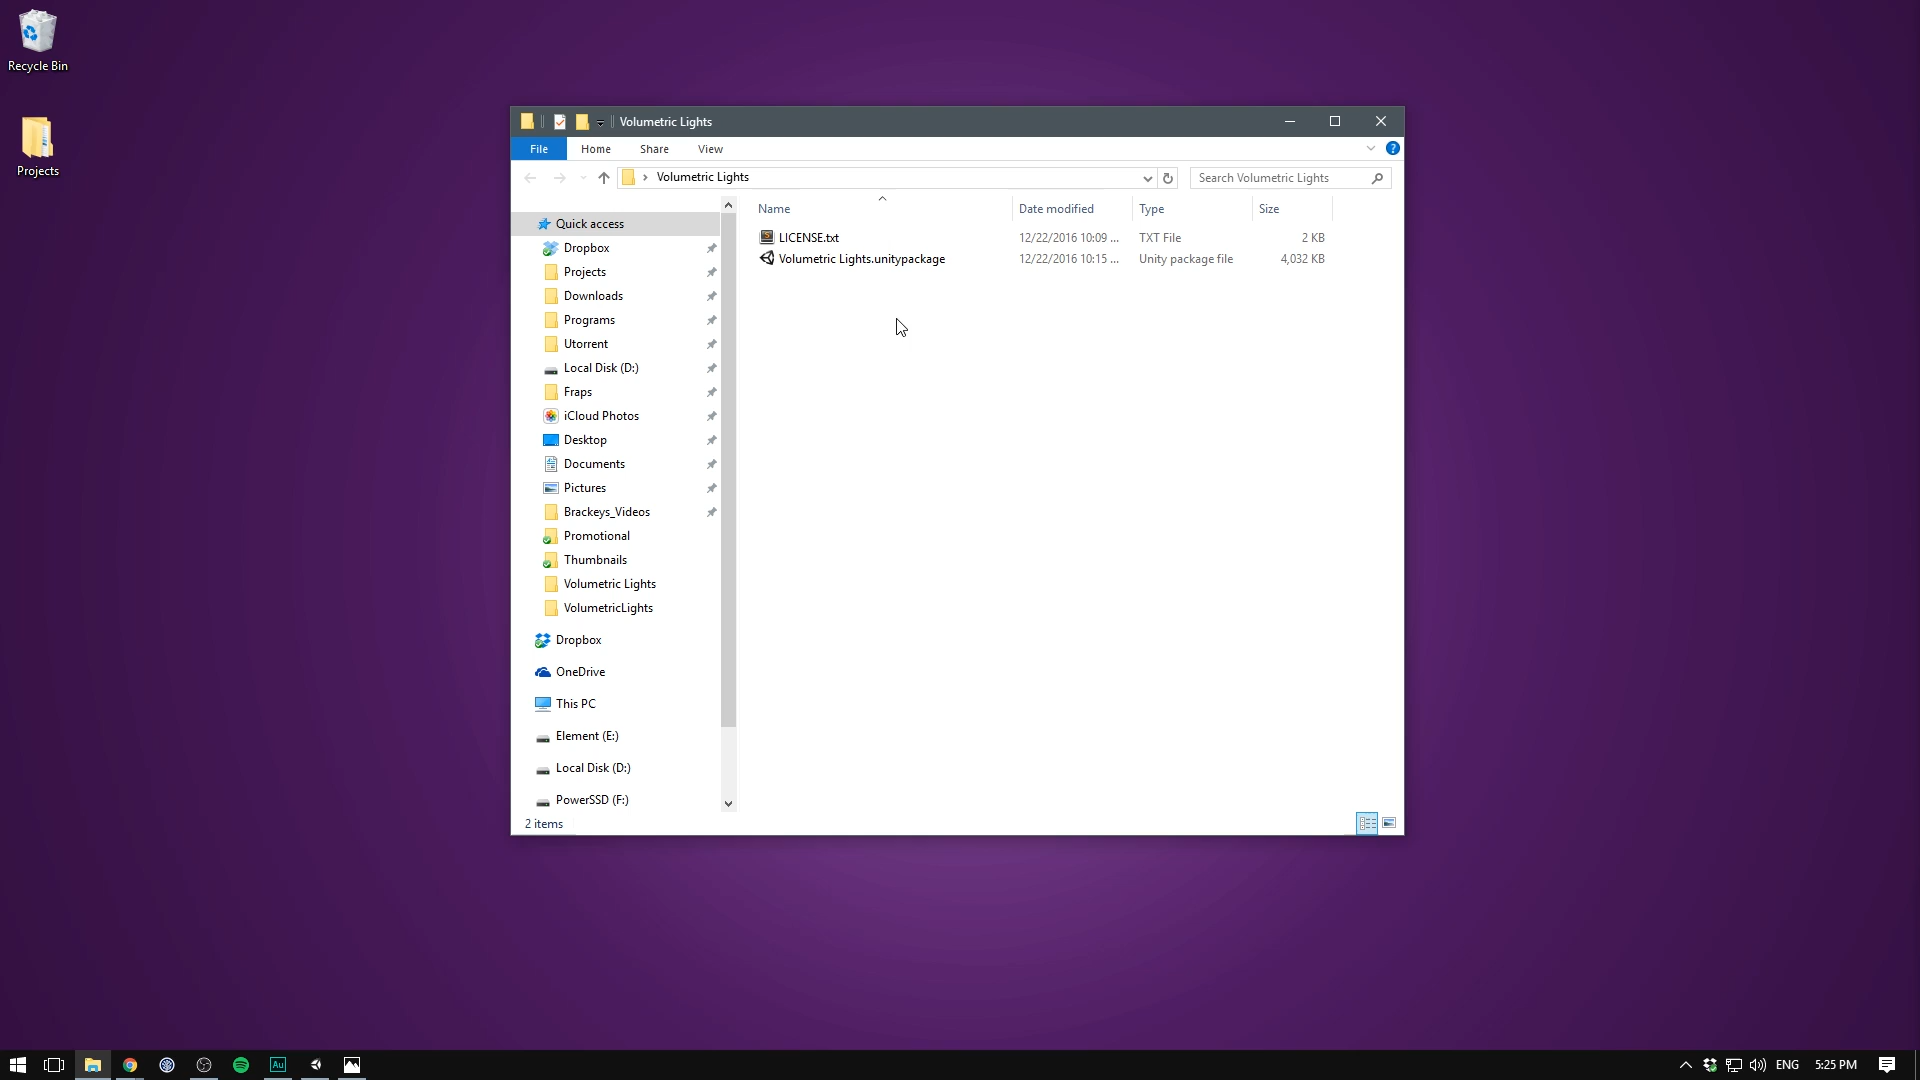 Recycle Bin
Projects
Volumetric Lights
File Home Share View
?
Volumetric Lights
Search Volumetric Lights
Quick access
Dropbox
Projects
Downloads
Programs
Utorrent
Local Disk (D:)
Fraps
iCloud Photos
Desktop
Documents
Pictures
Brackeys_Videos
Promotional
Thumbnails
Volumetric Lights
VolumetricLights
Dropbox
OneDrive
This PC
Element (E:)
Local Disk (D:)
PowerSSD (F:)
Name Date modified Type Size
LICENSE.txt 12/22/2016 10:09 ... TXT File 2 KB
Volumetric Lights.unitypackage 12/22/2016 10:15 ... Unity package file 4,032 KB
2 items
Au
ENG 5:25 PM